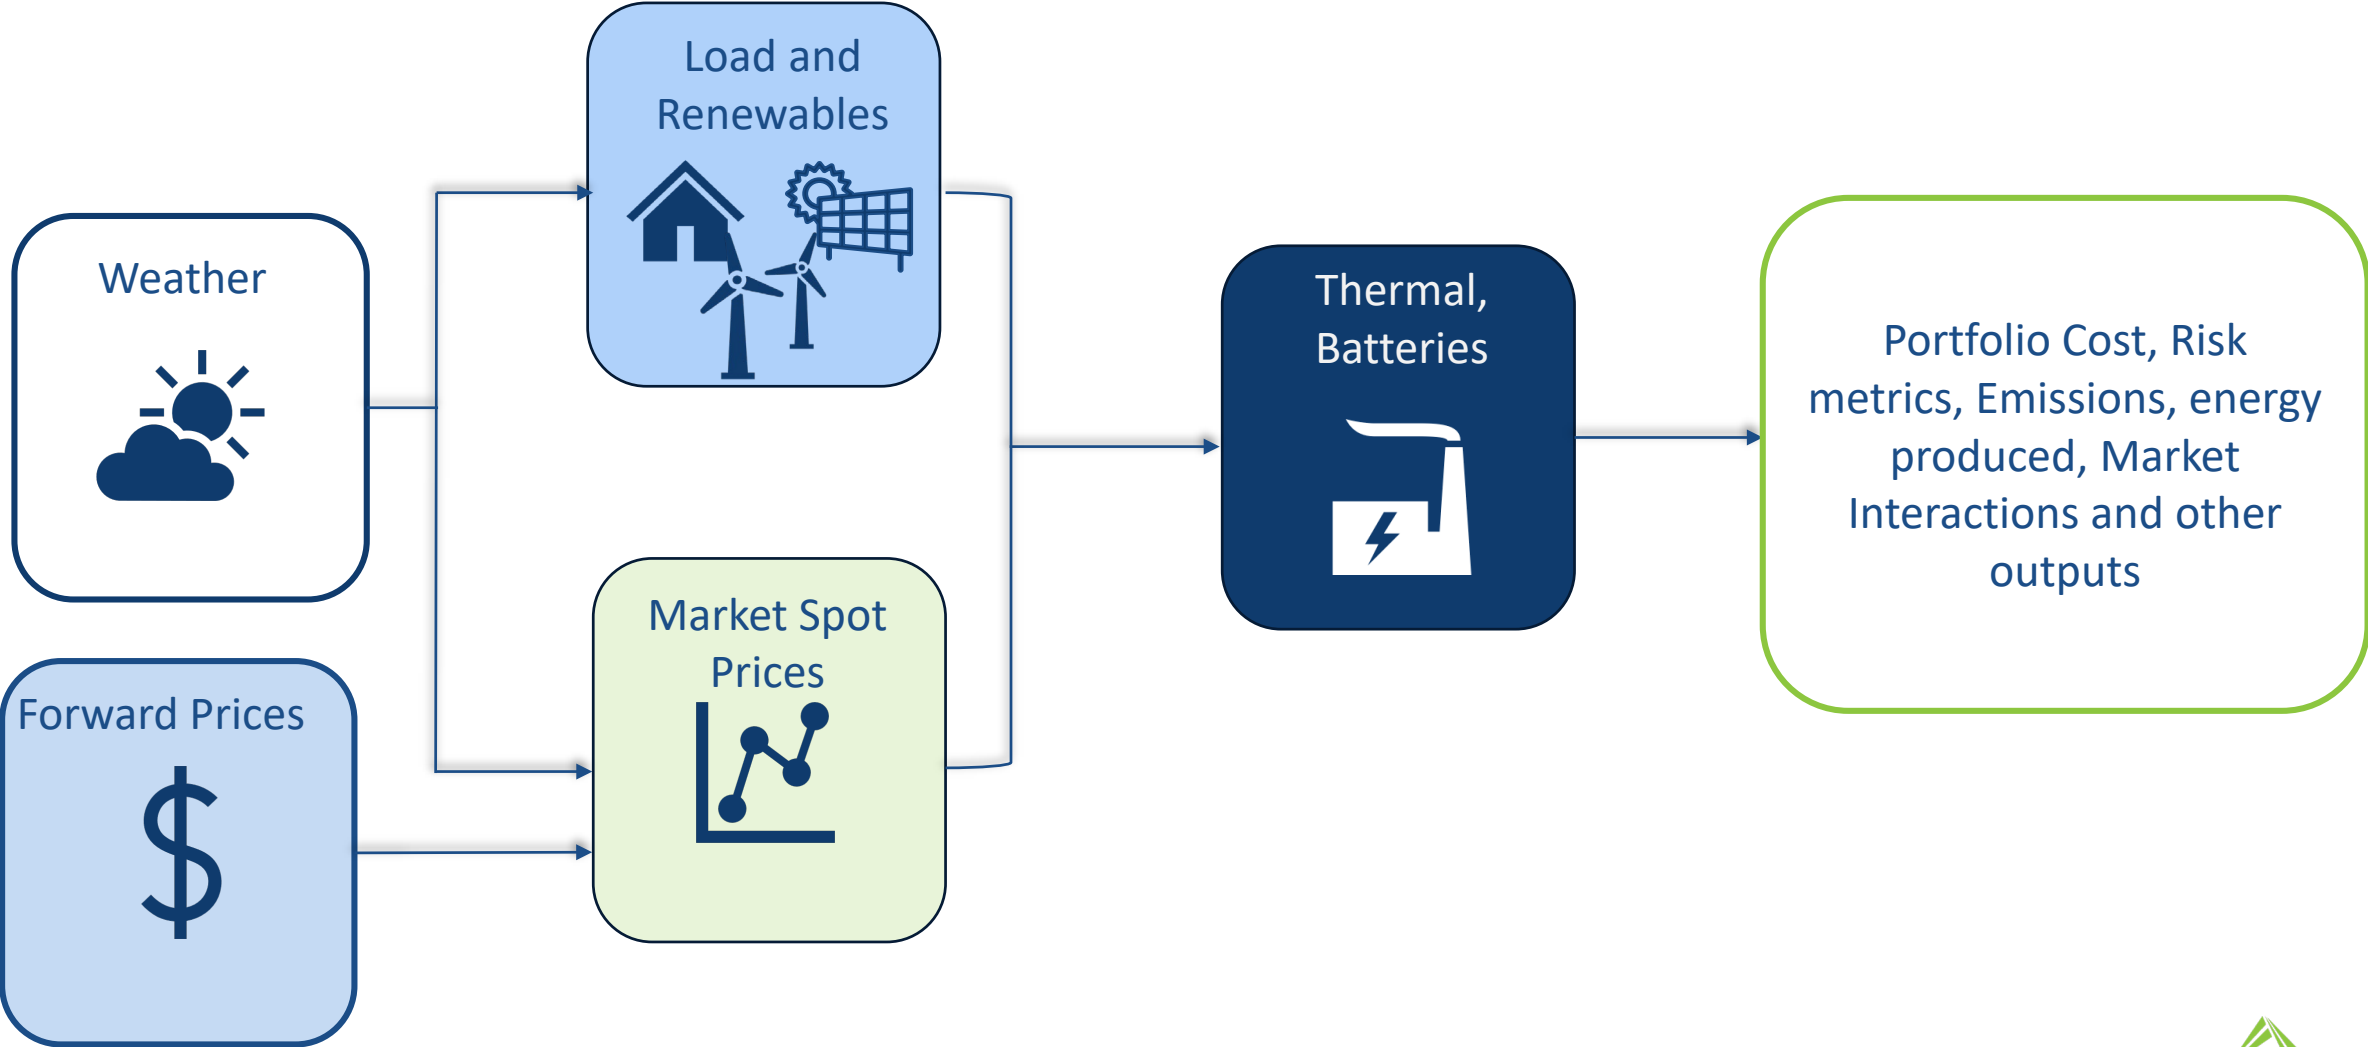 Load and
Renewables
Weather
Thermal,
Batteries
Portfolio Cost, Risk
metrics, Emissions, energy
produced, Market
Interactions and other
outputs
Market Spot
Prices
Forward Prices